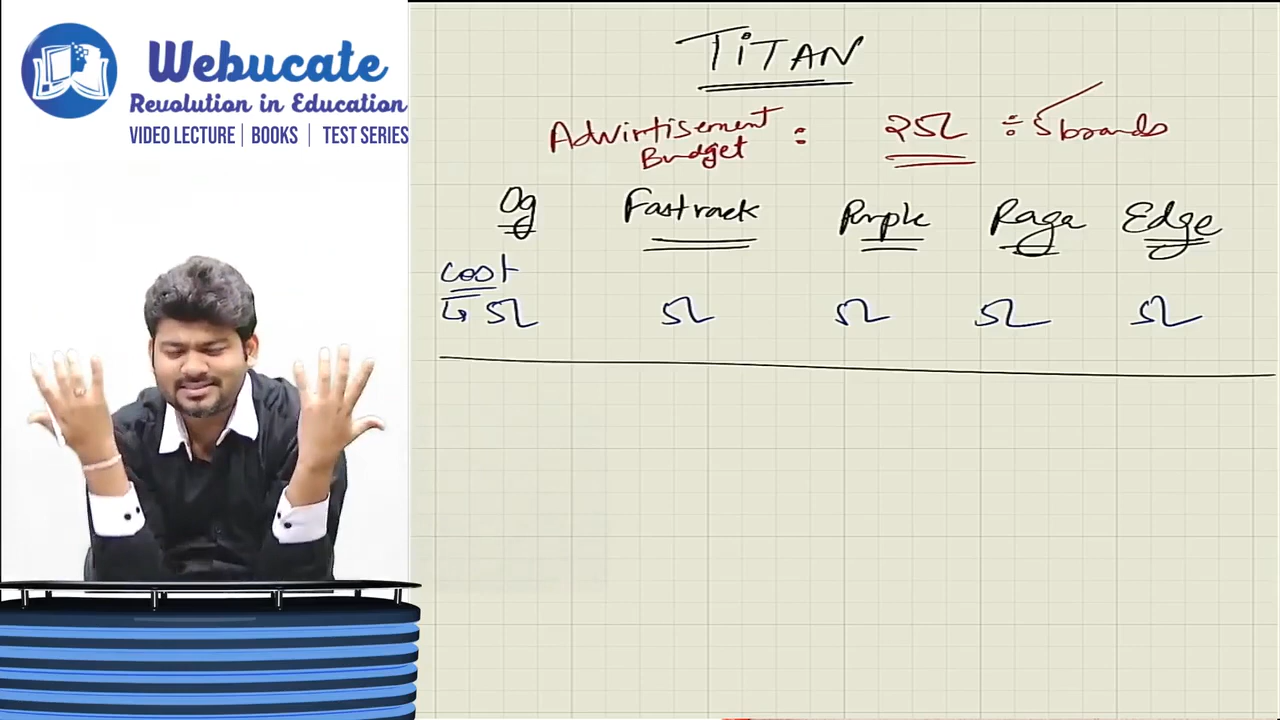 Webucate
Revolution in Education
VIDEO LECTURE | BOOKS | TEST SERIES
TiTAN
Advirtisement Budget : 25L ÷ 5 brands
Og Fastrack Purple Raga Edge
Cost
↳ 5L 5L 5L 5L 5L